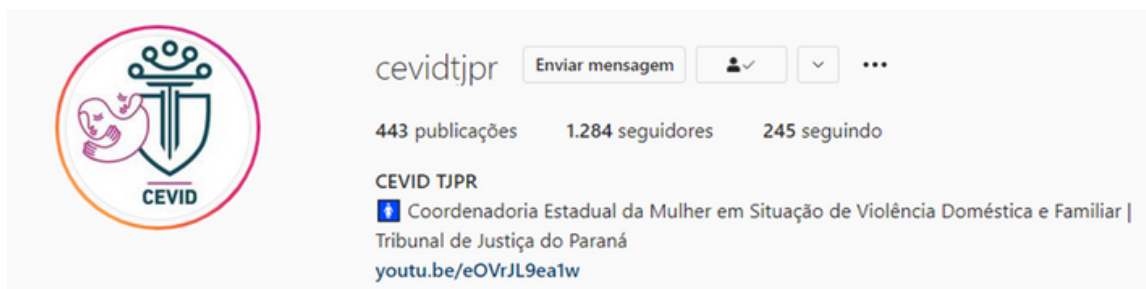 CEVID
cevidtjpr Enviar mensagem
443 publicações 1.284 seguidores 245 seguindo
CEVID TJPR
🚺 Coordenadoria Estadual da Mulher em Situação de Violência Doméstica e Familiar |
Tribunal de Justiça do Paraná
youtu.be/eOVrJL9ea1w